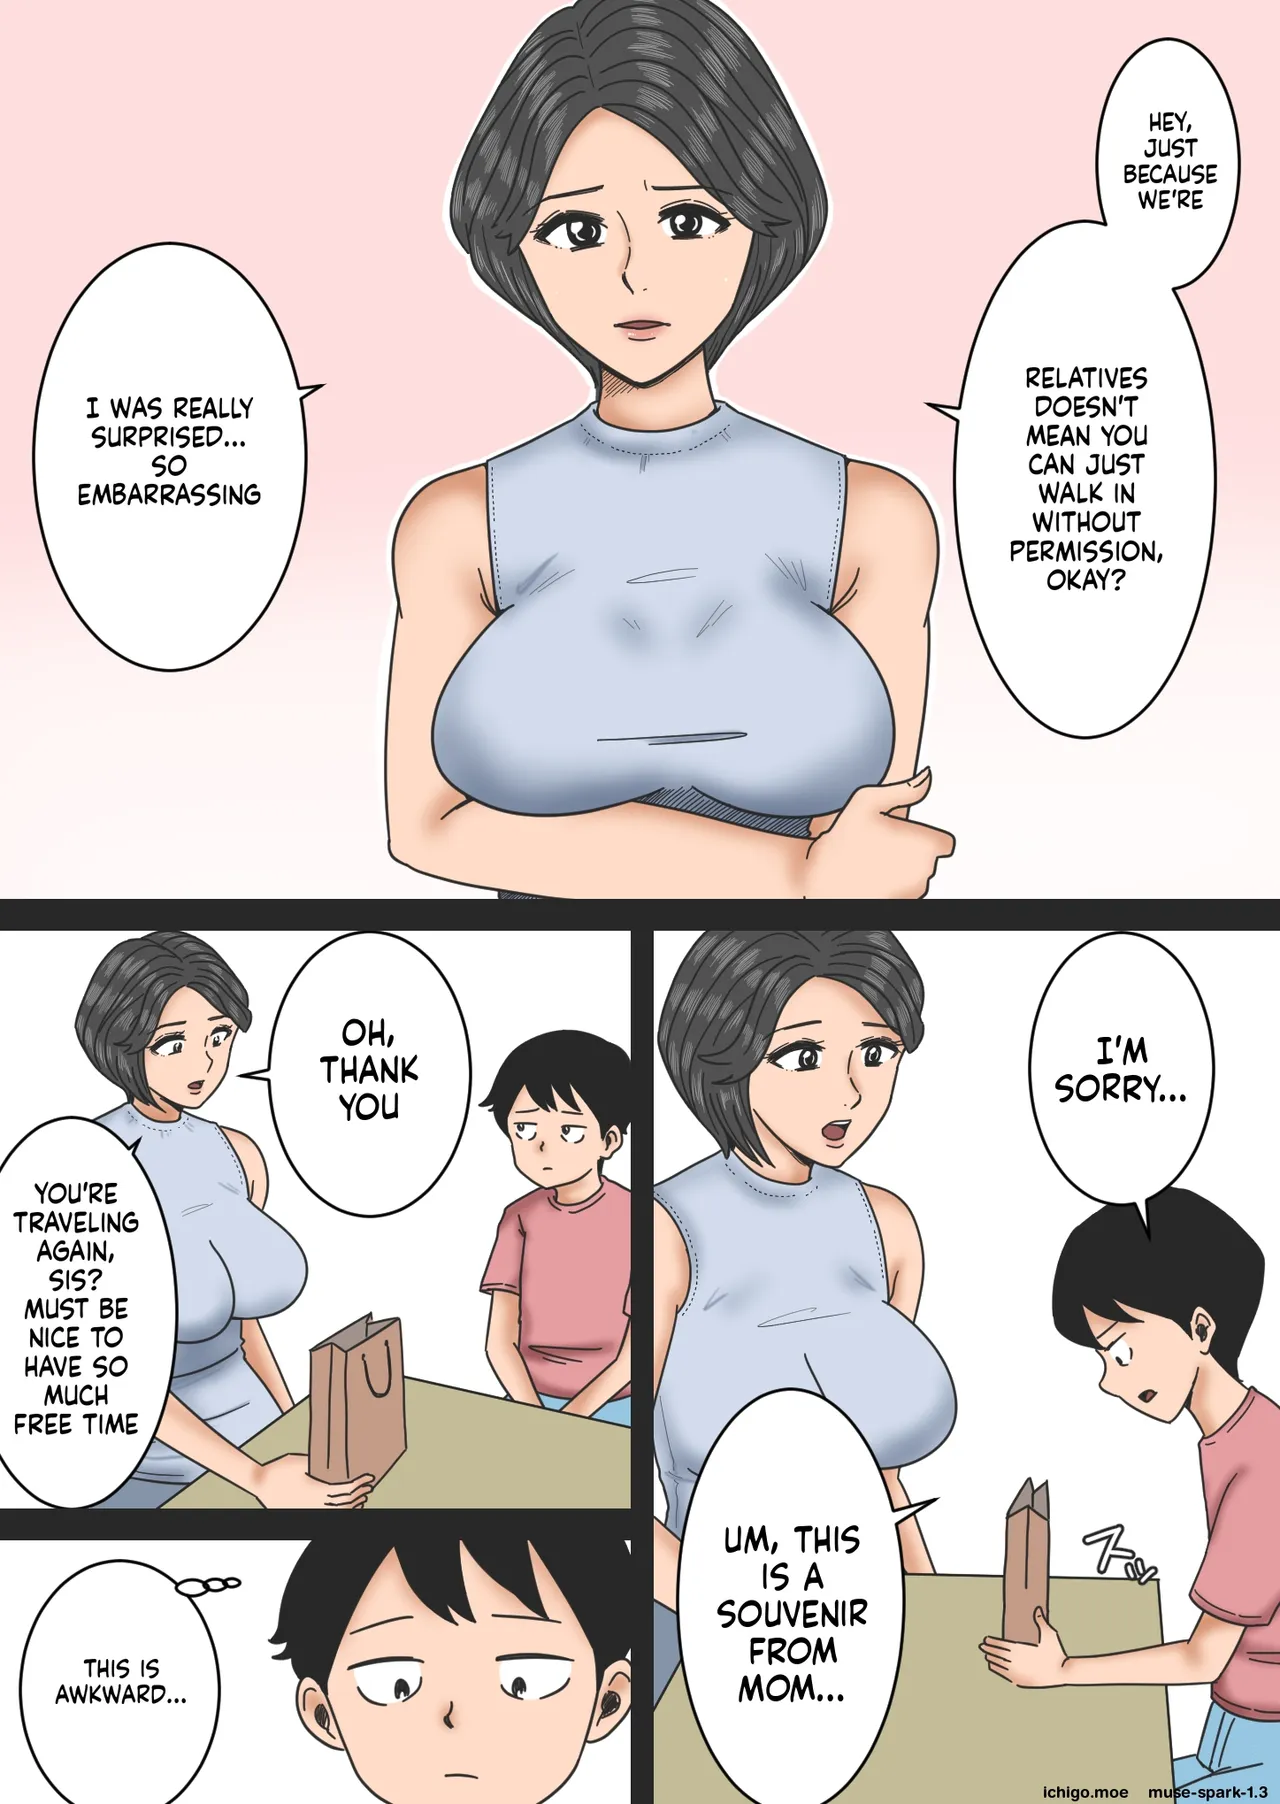 HEY,
JUST
BECAUSE
WE'RE
RELATIVES
DOESN'T
MEAN YOU
CAN JUST
WALK IN
WITHOUT
PERMISSION,
OKAY?
I WAS REALLY
SURPRISED...
SO
EMBARRASSING
I'M
SORRY...
UM, THIS
IS A
SOUVENIR
FROM
MOM...
スッ
OH,
THANK
YOU
YOU'RE
TRAVELING
AGAIN,
SIS?
MUST BE
NICE TO
HAVE SO
MUCH
FREE TIME
THIS IS
AWKWARD...
ichigo.moe muse-spark-1.3